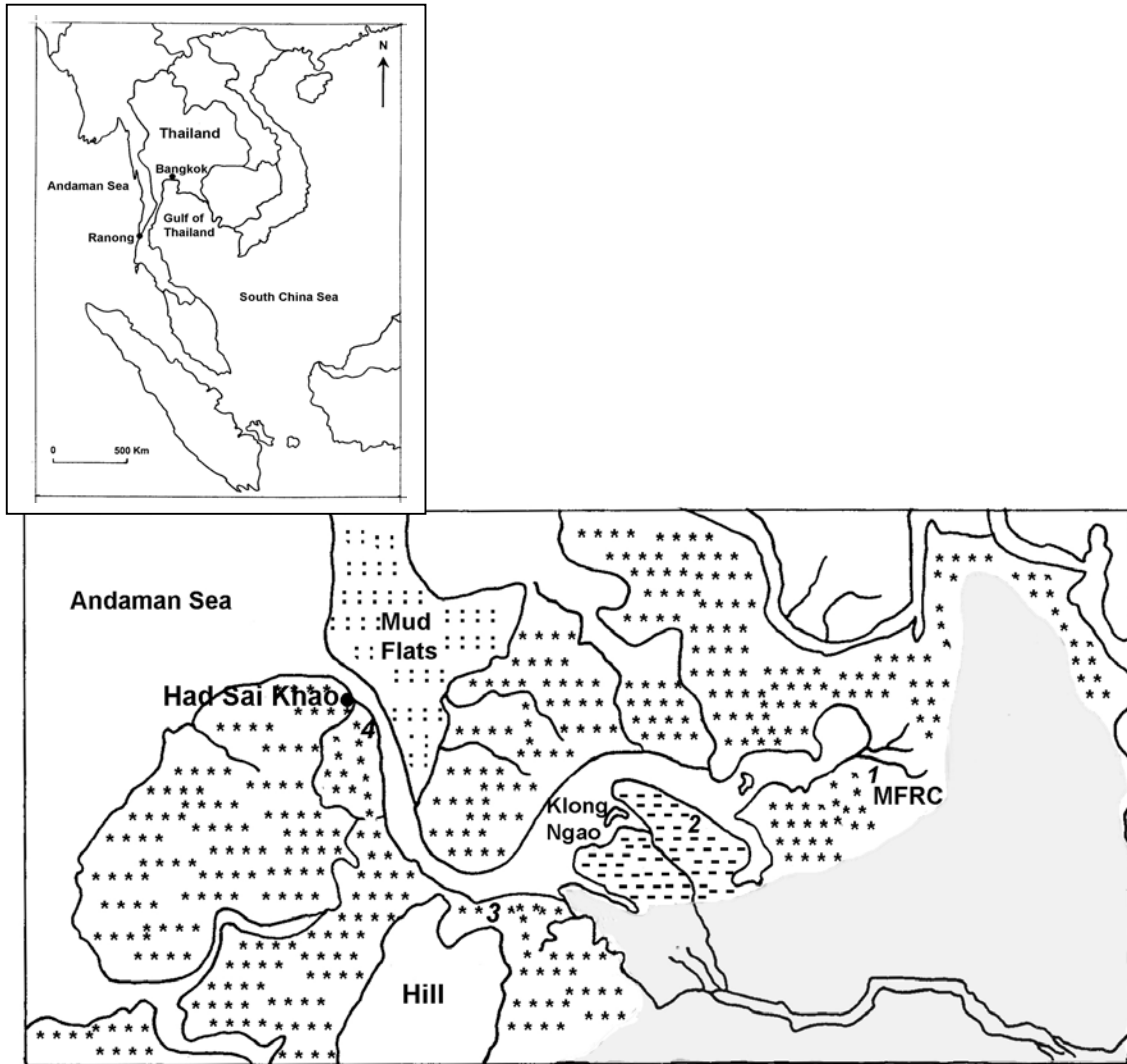 N
Thailand
Bangkok
Andaman Sea
Gulf of
Thailand
Ranong
South China Sea
0 500 Km
Andaman Sea
Mud
Flats
Had Sai Khao
4
1
MFRC
Klong
Ngao
2
3
Hill